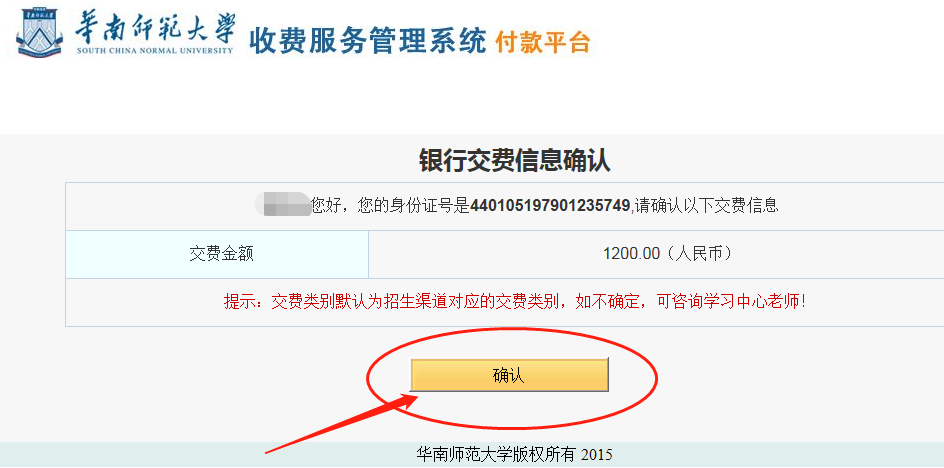 华南师范大学
SOUTH CHINA NORMAL UNIVERSITY
收费服务管理系统 付款平台
银行交费信息确认
您好，您的身份证号是440105197901235749,请确认以下交费信息
交费金额 1200.00（人民币）
提示：交费类别默认为招生渠道对应的交费类别，如不确定，可咨询学习中心老师！
确认
华南师范大学版权所有 2015